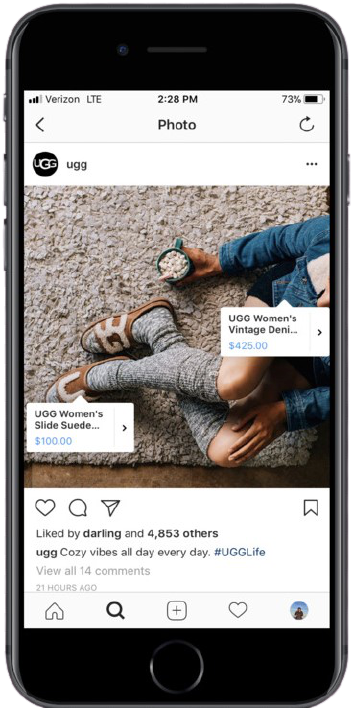 Verizon LTE 2:28 PM 73%
Photo
UGG ugg
UGG Women's
Vintage Deni...
$425.00
UGG Women's
Slide Suede...
$100.00
Liked by darling and 4,853 others
ugg Cozy vibes all day every day. #UGGLife
View all 14 comments
21 HOURS AGO